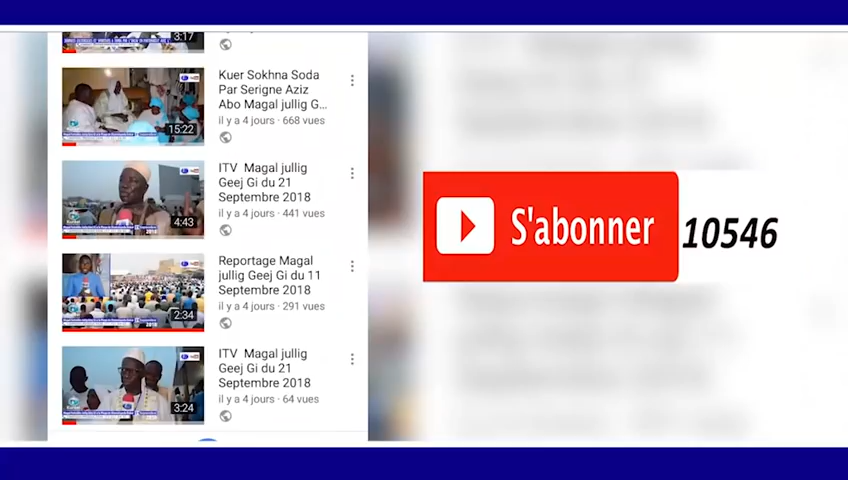 3:17
Kuer Sokhna Soda
Par Serigne Aziz
Abo Magal jullig G...
il y a 4 jours · 668 vues
15:22
ITV Magal jullig
Geej Gi du 21
Septembre 2018
il y a 4 jours · 441 vues
4:43
Reportage Magal
jullig Geej Gi du 11
Septembre 2018
il y a 4 jours · 291 vues
2:34
ITV Magal jullig
Geej Gi du 21
Septembre 2018
il y a 4 jours · 64 vues
3:24
S'abonner
10546